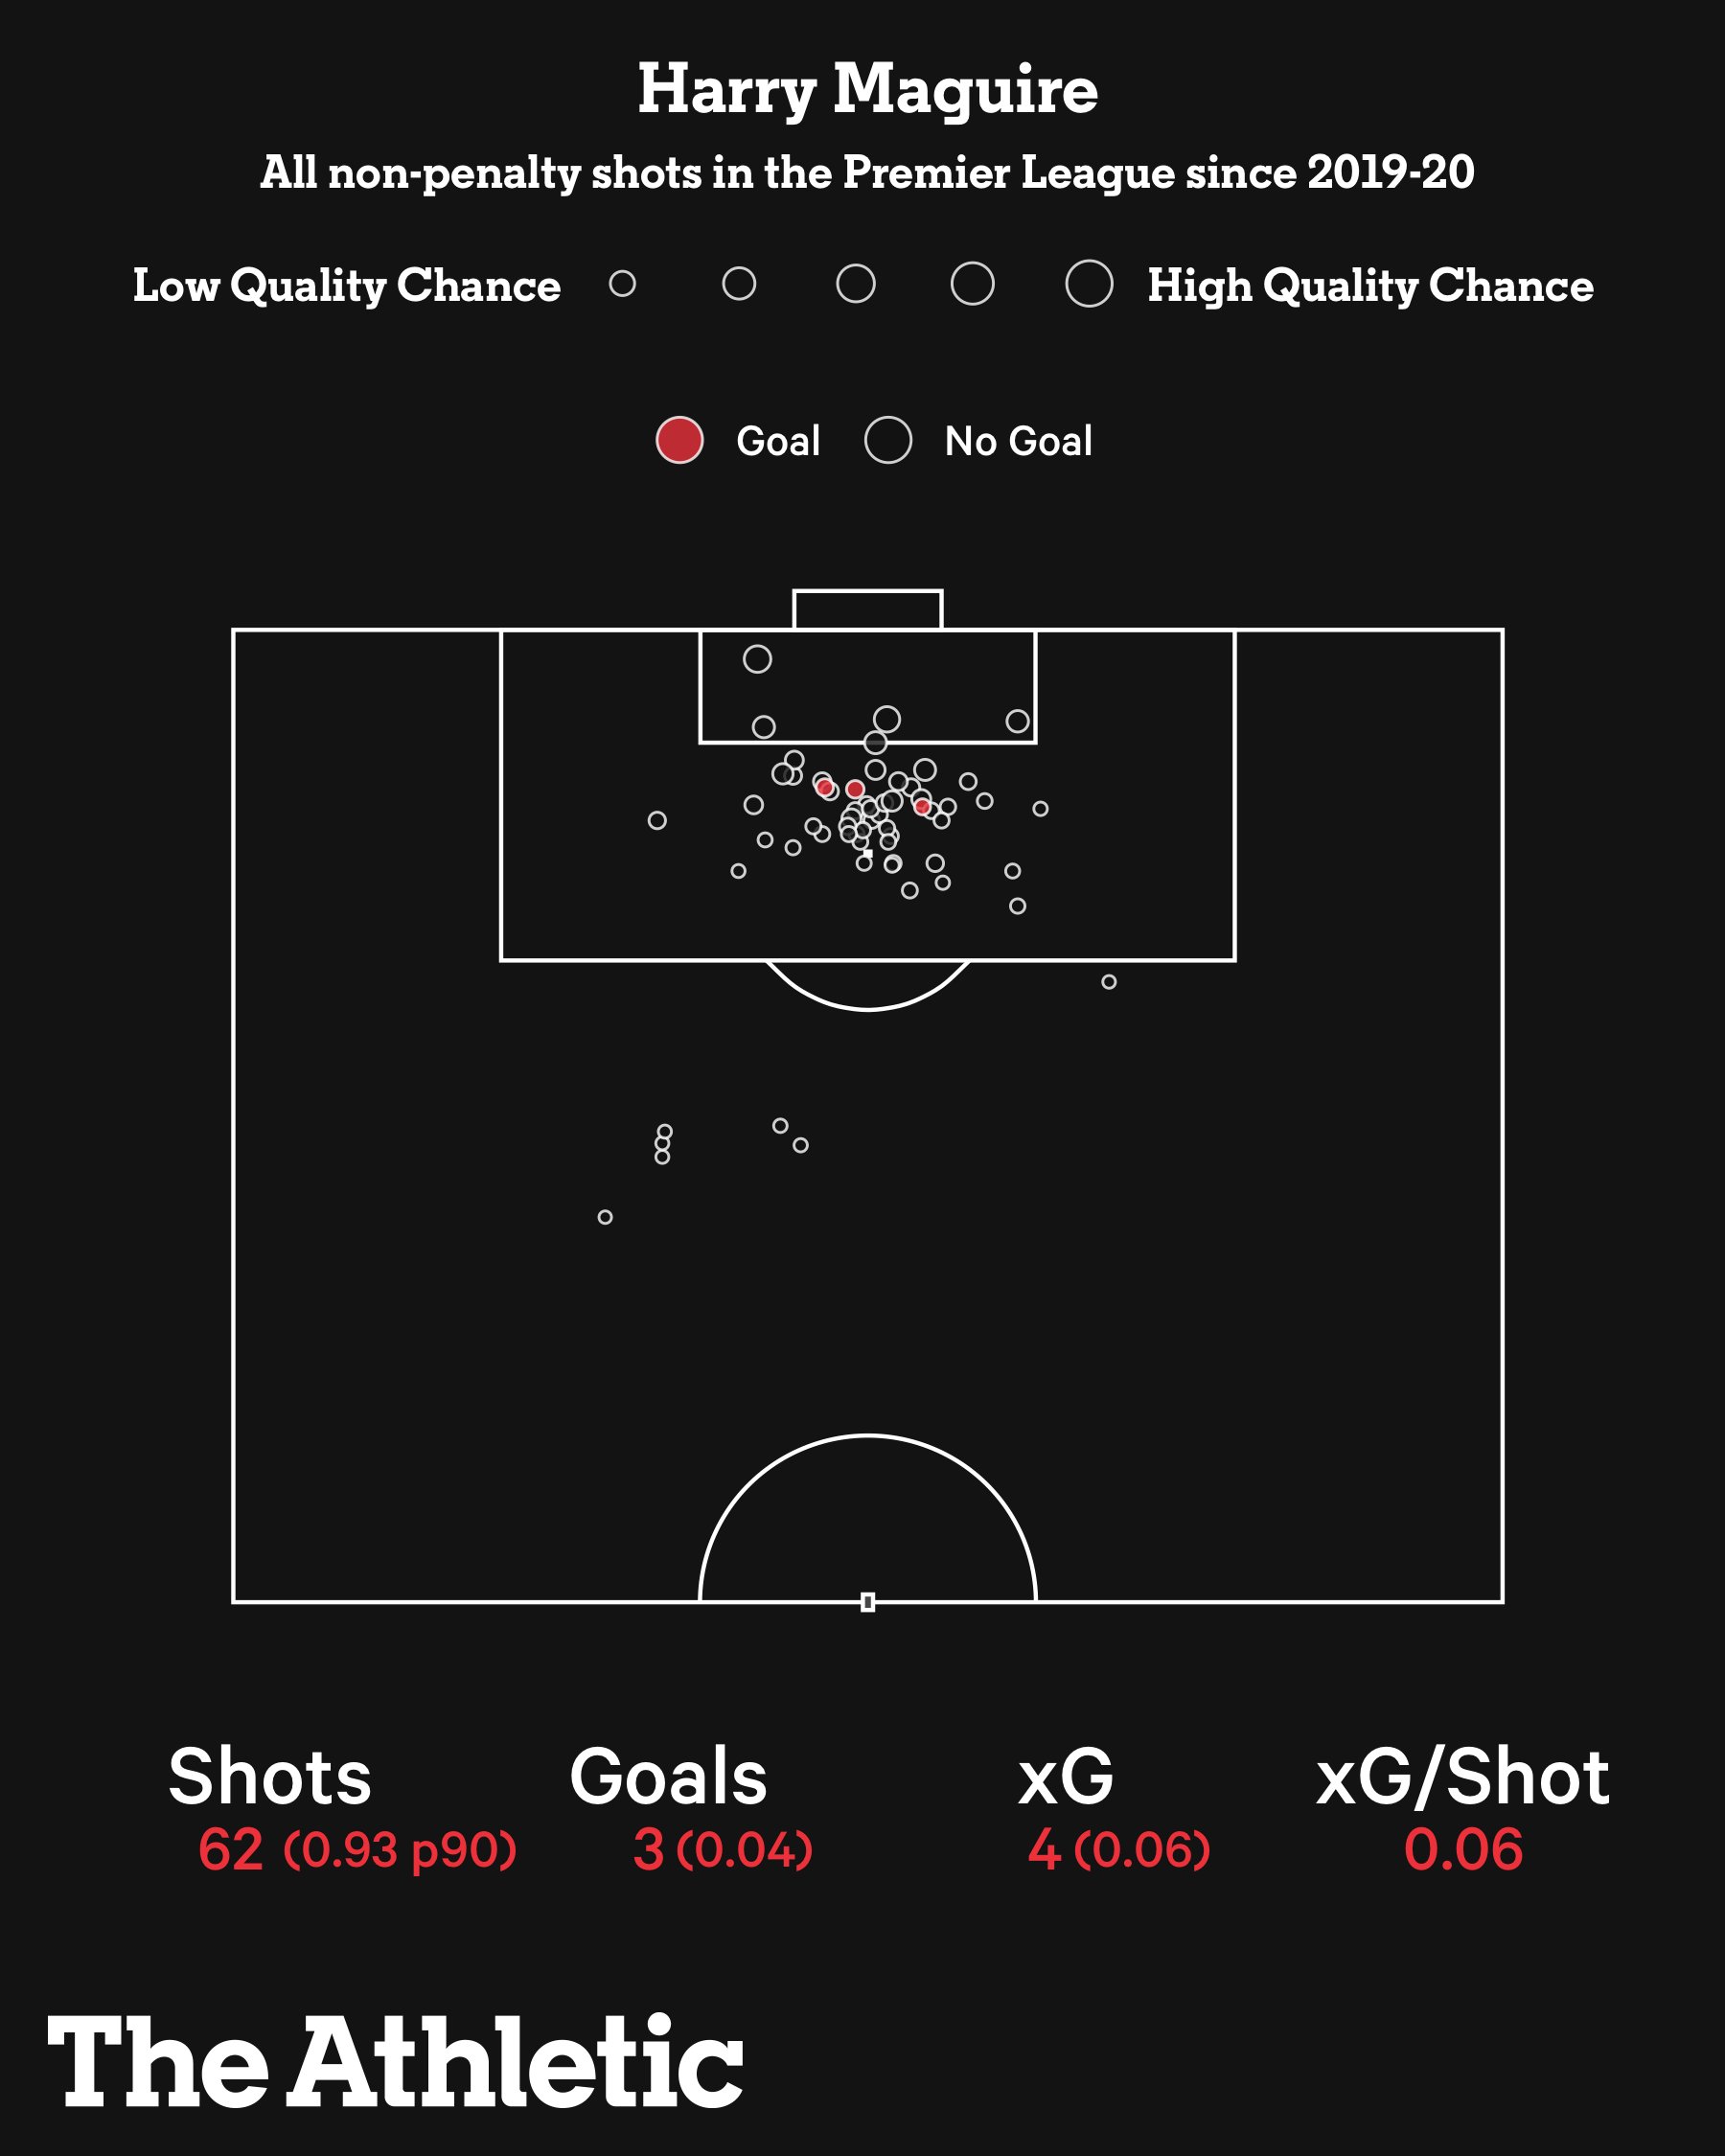 Harry Maguire
All non-penalty shots in the Premier League since 2019-20
Low Quality Chance High Quality Chance
Goal No Goal
Shots Goals xG xG/Shot
62 (0.93 p90) 3 (0.04) 4 (0.06) 0.06
The Athletic